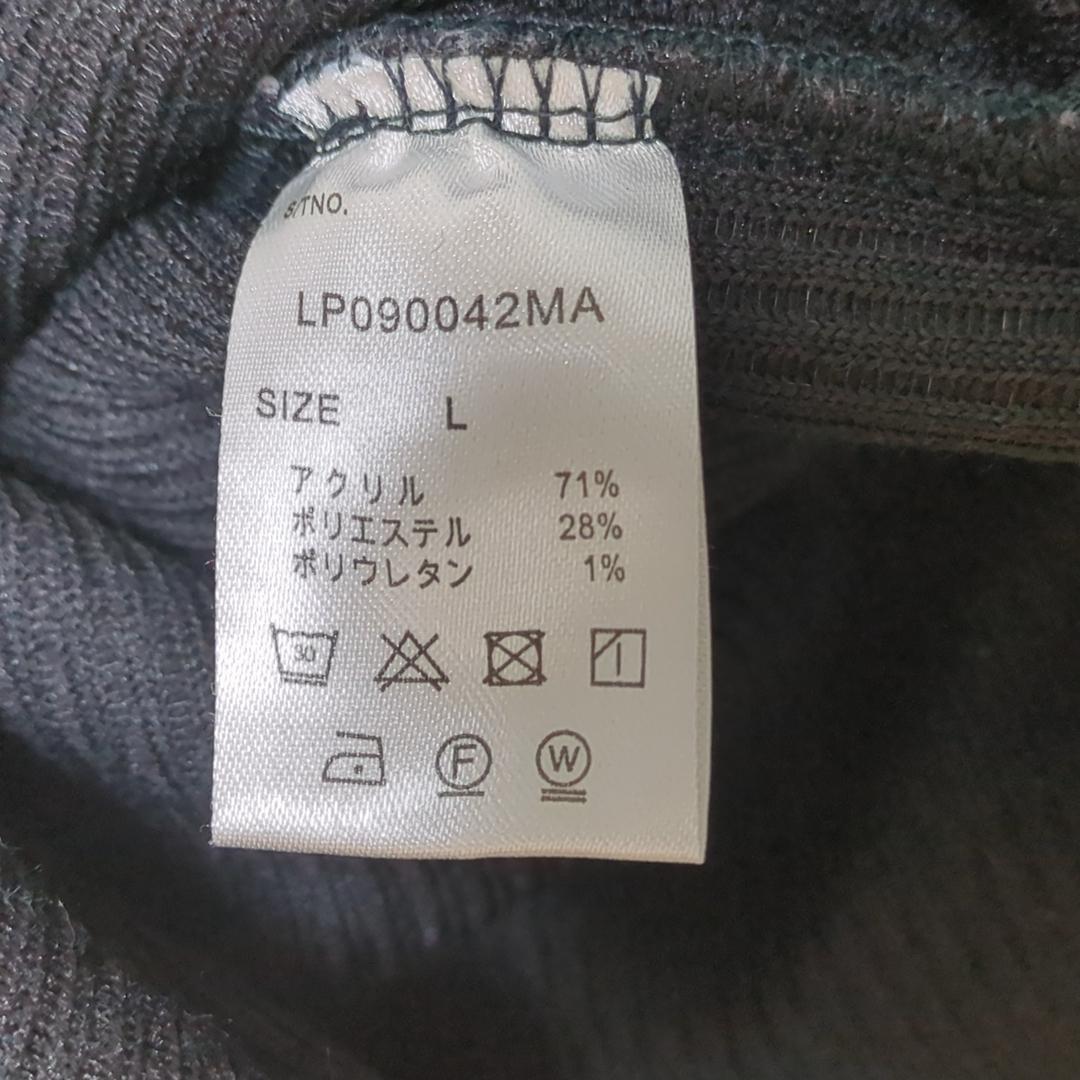 S/TNO.
LP090042MA
SIZE L
アクリル 71%
ポリエステル 28%
ポリウレタン 1%
30
F W